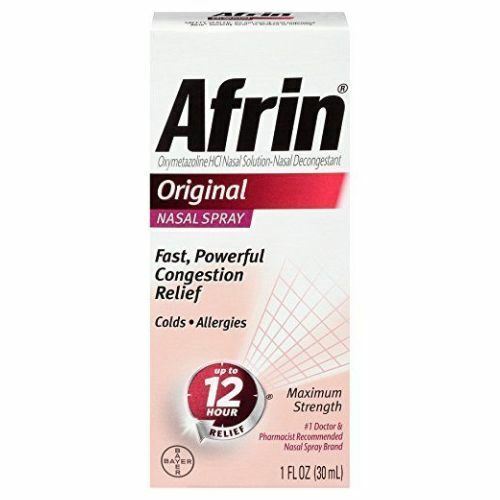 Afrin®
Oxymetazoline HCl Nasal Solution-Nasal Decongestant
Original
NASAL SPRAY
Fast, Powerful
Congestion
Relief
Colds • Allergies
up to
12
HOUR
RELIEF
®
Maximum
Strength
#1 Doctor &
Pharmacist Recommended
Nasal Spray Brand
BAYER
BAYER
1 FL OZ (30 mL)